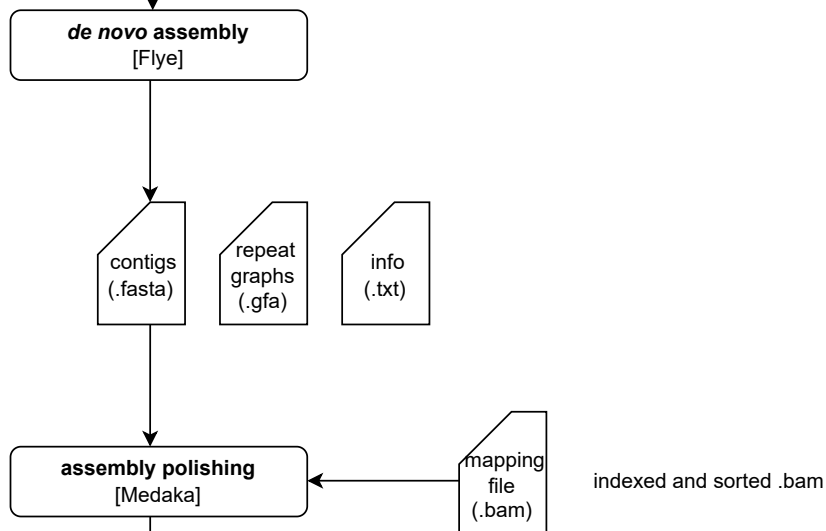 de novo assembly
[Flye]
contigs
(.fasta)
repeat
graphs
(.gfa)
info
(.txt)
assembly polishing
[Medaka]
mapping
file
(.bam)
indexed and sorted .bam